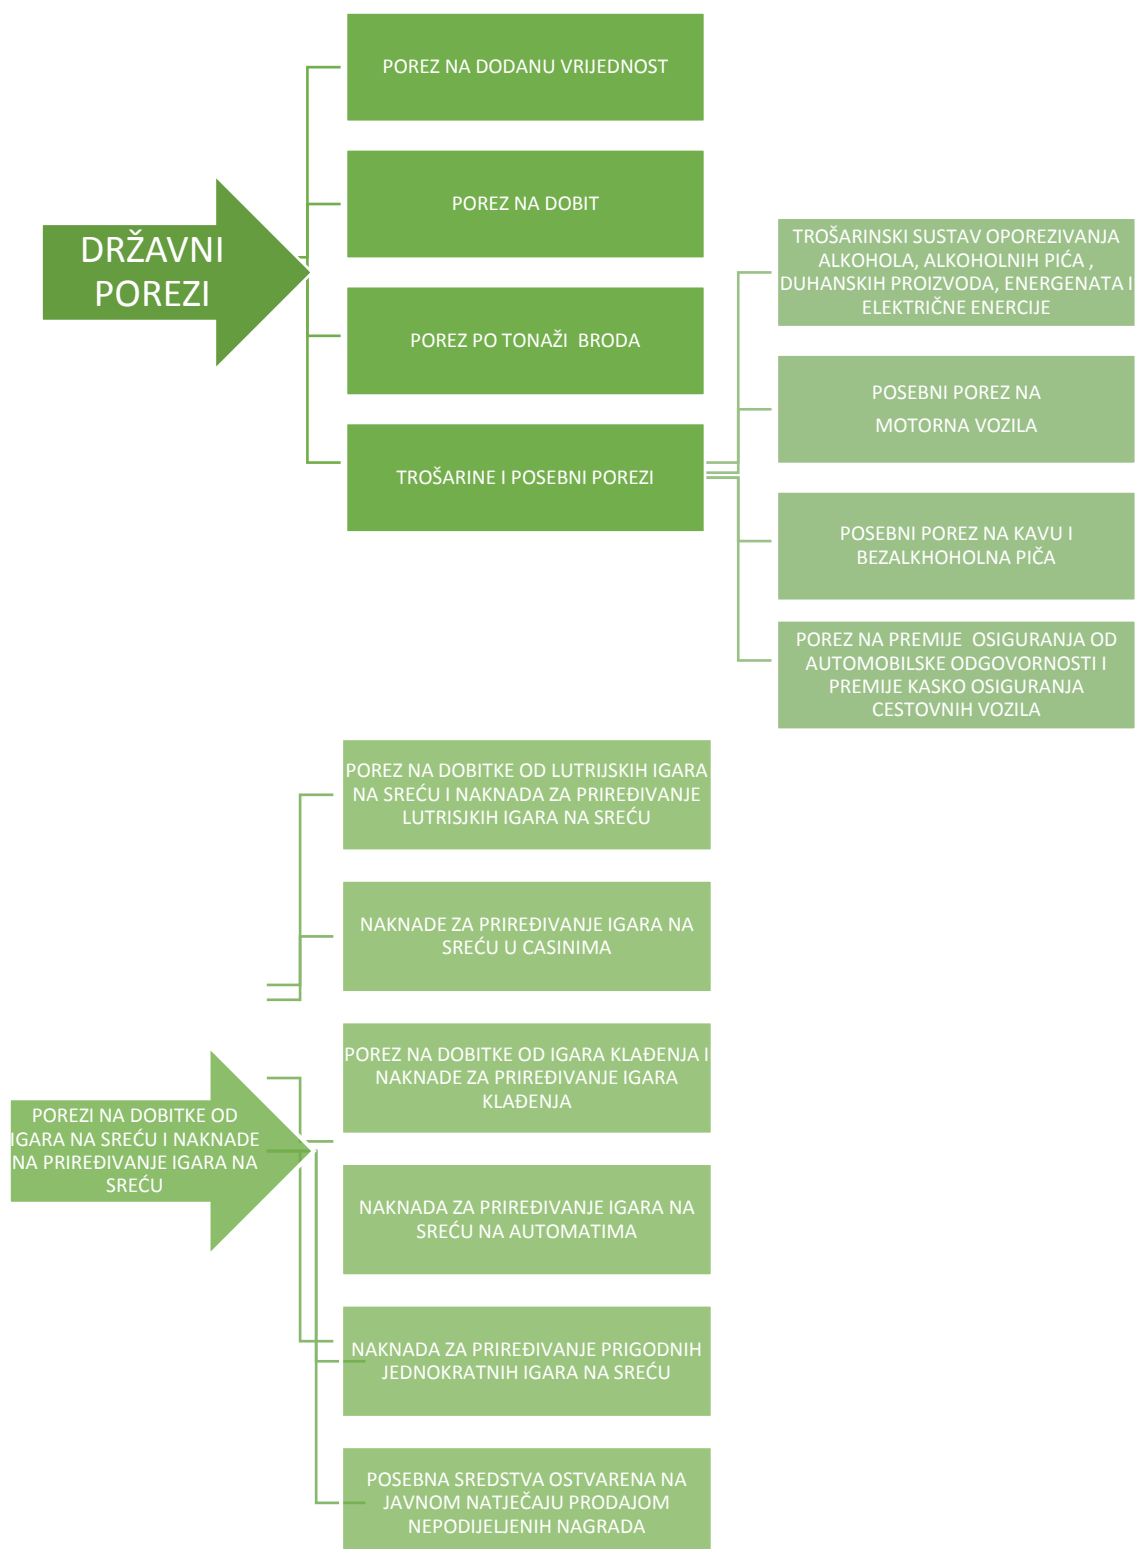 DRŽAVNI
POREZI
POREZ NA DODANU VRIJEDNOST
POREZ NA DOBIT
POREZ PO TONAŽI BRODA
TROŠARINE I POSEBNI POREZI
TROŠARINSKI SUSTAV OPOREZIVANJA
ALKOHOLA, ALKOHOLNIH PIĆA ,
DUHANSKIH PROIZVODA, ENERGENATA I
ELEKTRIČNE ENERCIJE
POSEBNI POREZ NA
MOTORNA VOZILA
POSEBNI POREZ NA KAVU I
BEZALKHOHOLNA PIČA
POREZ NA PREMIJE OSIGURANJA OD
AUTOMOBILSKE ODGOVORNOSTI I
PREMIJE KASKO OSIGURANJA
CESTOVNIH VOZILA
POREZI NA DOBITKE OD
IGARA NA SREĆU I NAKNADE
NA PRIREĐIVANJE IGARA NA
SREĆU
POREZ NA DOBITKE OD LUTRIJSKIH IGARA
NA SREĆU I NAKNADA ZA PRIREĐIVANJE
LUTRISJKIH IGARA NA SREĆU
NAKNADE ZA PRIREĐIVANJE IGARA NA
SREĆU U CASINIMA
POREZ NA DOBITKE OD IGARA KLAĐENJA I
NAKNADE ZA PRIREĐIVANJE IGARA
KLAĐENJA
NAKNADA ZA PRIREĐIVANJE IGARA NA
SREĆU NA AUTOMATIMA
NAKNADA ZA PRIREĐIVANJE PRIGODNIH
JEDNOKRATNIH IGARA NA SREĆU
POSEBNA SREDSTVA OSTVARENA NA
JAVNOM NATJEČAJU PRODAJOM
NEPODIJELJENIH NAGRADA